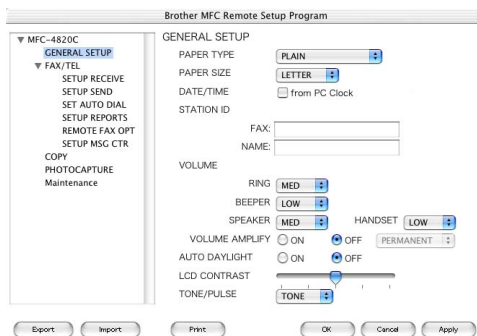 Brother MFC Remote Setup Program
MFC-4820C
GENERAL SETUP
FAX/TEL
SETUP RECEIVE
SETUP SEND
SET AUTO DIAL
SETUP REPORTS
REMOTE FAX OPT
SETUP MSG CTR
COPY
PHOTOCAPTURE
Maintenance
GENERAL SETUP
PAPER TYPE PLAIN
PAPER SIZE LETTER
DATE/TIME from PC Clock
STATION ID
FAX:
NAME:
VOLUME
RING MED
BEEPER LOW
SPEAKER MED HANDSET LOW
VOLUME AMPLIFY ON OFF PERMANENT
AUTO DAYLIGHT ON OFF
LCD CONTRAST
TONE/PULSE TONE
Export Import Print OK Cancel Apply